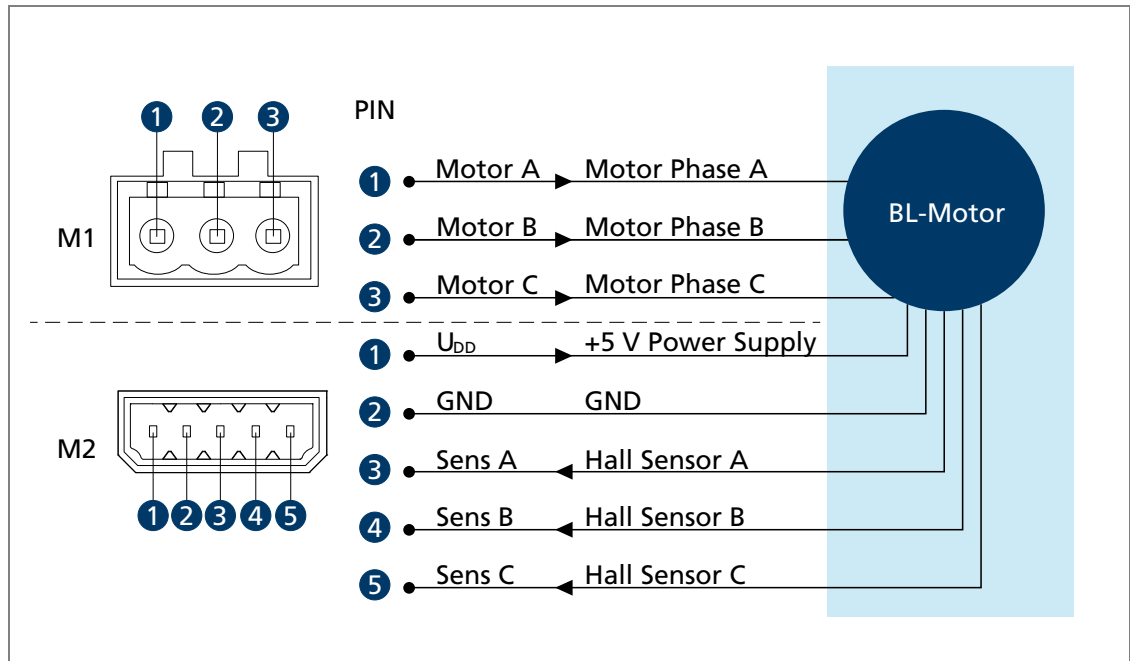 1 2 3
PIN
M1
1 Motor A Motor Phase A
2 Motor B Motor Phase B
3 Motor C Motor Phase C
BL-Motor
M2
1 2 3 4 5
1 UDD +5 V Power Supply
2 GND GND
3 Sens A Hall Sensor A
4 Sens B Hall Sensor B
5 Sens C Hall Sensor C